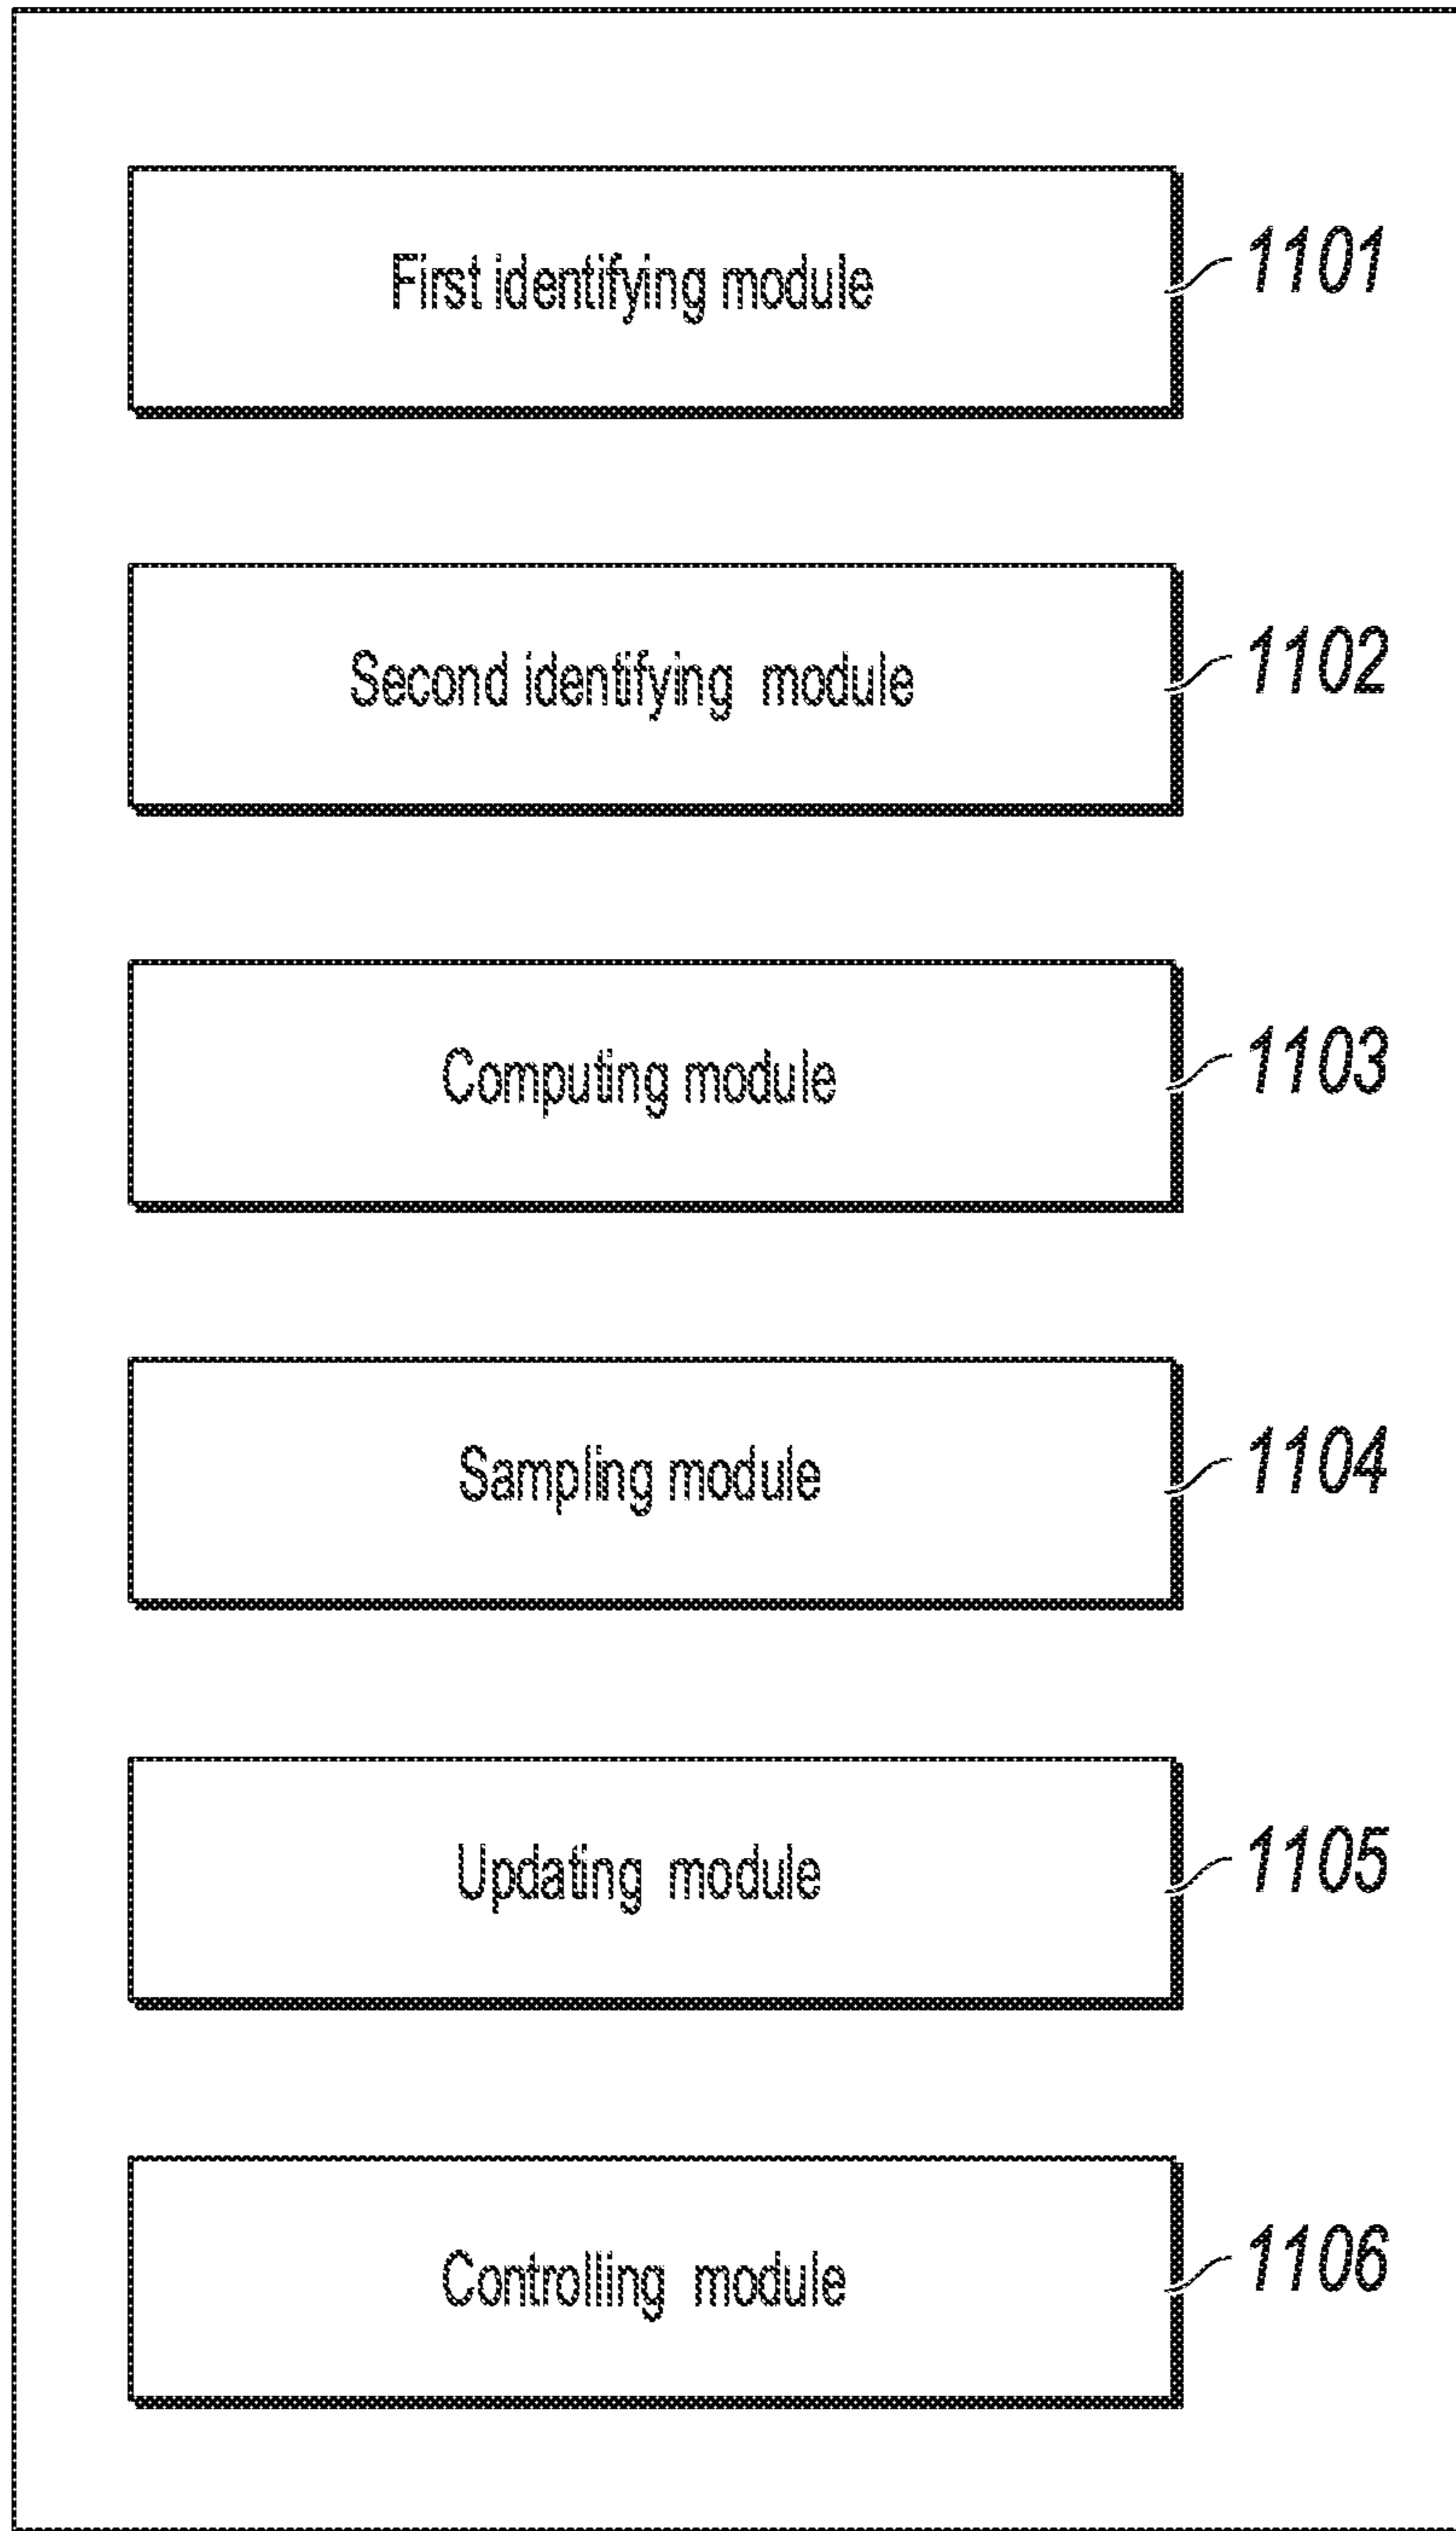 First identifying module 1101
Second identifying module 1102
Computing module 1103
Sampling module 1104
Updating module 1105
Controlling module 1106